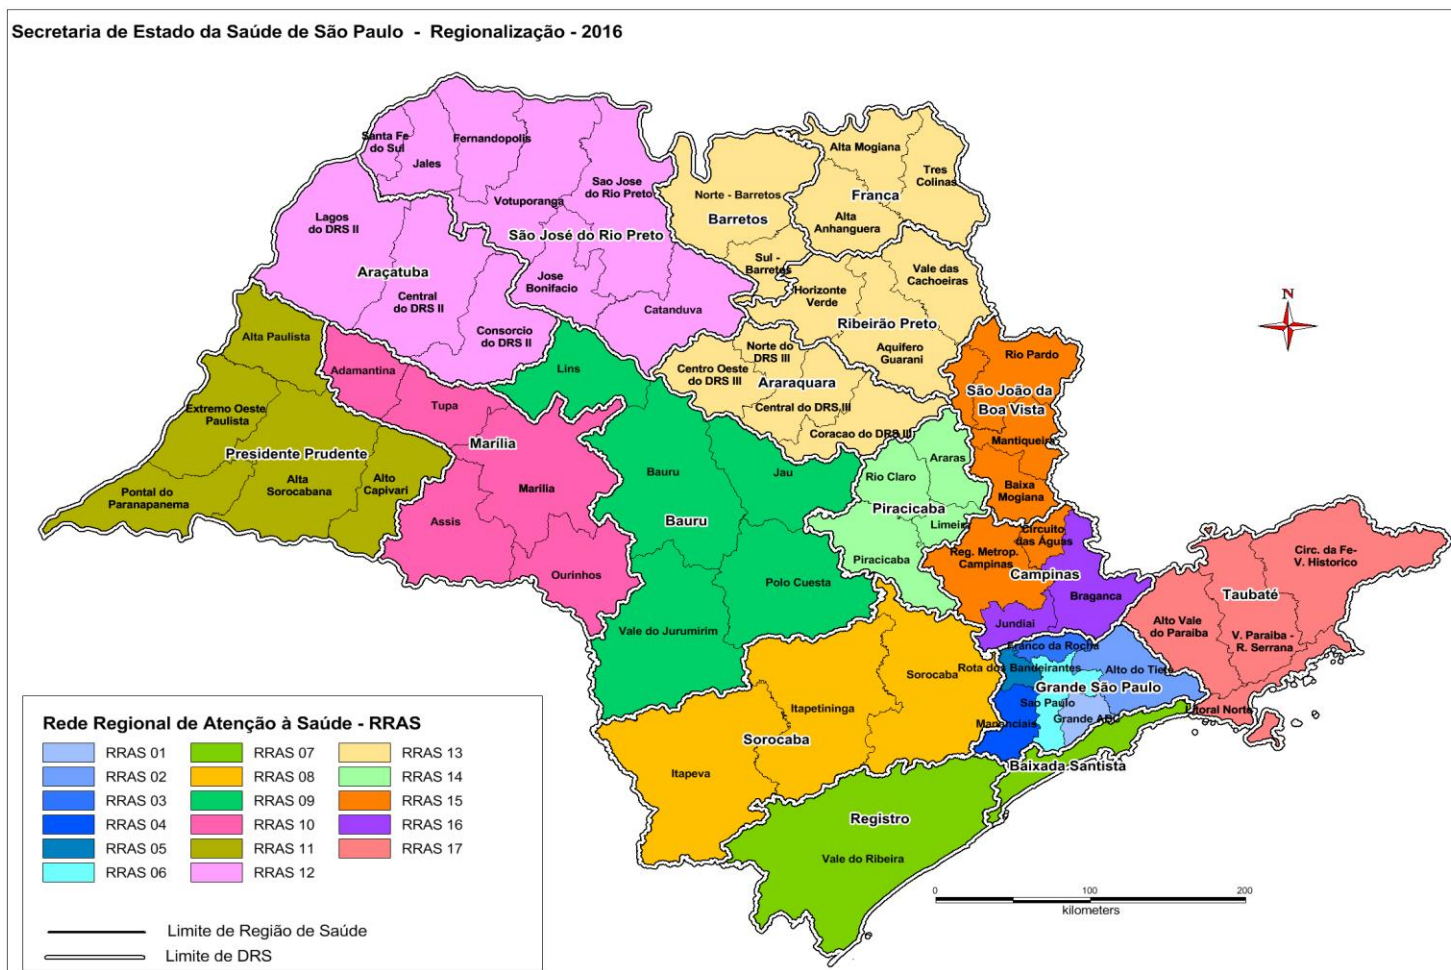 Secretaria de Estado da Saúde de São Paulo - Regionalização - 2016
Santa Fe
do Sul
Jales
Fernandopolis
Votuporanga
Sao Jose
do Rio Preto
São José do Rio Preto
Jose
Bonifacio
Catanduva
Lagos
do DRS II
Araçatuba
Central
do DRS II
Consorcio
do DRS II
Norte - Barretos
Barretos
Sul -
Barretos
Alta Mogiana
Tres
Colinas
Franca
Alta
Anhanguera
Horizonte
Verde
Vale das
Cachoeiras
Ribeirão Preto
Aquifero
Guarani
N
Norte do
DRS III
Centro Oeste
do DRS III
Araraquara
Central do DRS III
Coracao do DRS III
Rio Pardo
São João da
Boa Vista
Mantiqueira
Baixa
Mogiana
Alta Paulista
Extremo Oeste
Paulista
Presidente Prudente
Pontal do
Paranapanema
Alta
Sorocabana
Alto
Capivari
Adamantina
Tupa
Marília
Marilia
Assis
Ourinhos
Lins
Bauru
Jau
Bauru
Polo Cuesta
Vale do Jurumirim
Araras
Rio Claro
Piracicaba
Limeira
Piracicaba
Circuito
das Águas
Reg. Metrop.
Campinas
Campinas
Braganca
Jundiai
Circ. da Fe-
V. Historico
Taubaté
Alto Vale
do Paraiba
V. Paraiba -
R. Serrana
Litoral Norte
Franco da Rocha
Rota dos Bandeirantes
Alto do Tiete
Grande São Paulo
Sao Paulo
Mananciais
Grande ABC
Baixada Santista
Sorocaba
Itapetininga
Sorocaba
Itapeva
Registro
Vale do Ribeira
0 100 200
kilometers
Rede Regional de Atenção à Saúde - RRAS
RRAS 01
RRAS 02
RRAS 03
RRAS 04
RRAS 05
RRAS 06
RRAS 07
RRAS 08
RRAS 09
RRAS 10
RRAS 11
RRAS 12
RRAS 13
RRAS 14
RRAS 15
RRAS 16
RRAS 17
Limite de Região de Saúde
Limite de DRS